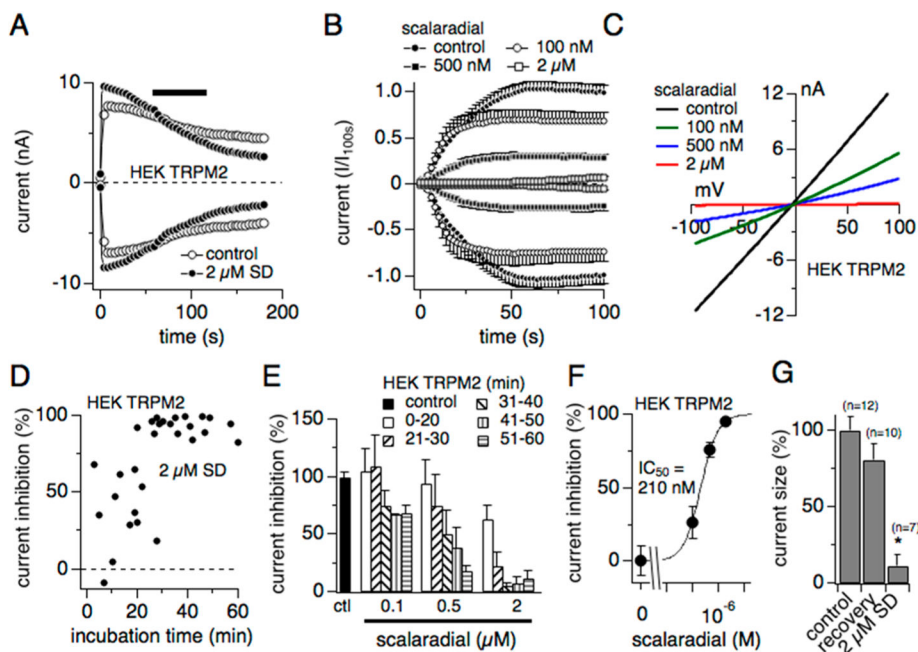 A
current (nA)
10
0
-10
HEK TRPM2
control
2 µM SD
0
100
200
time (s)
B
scalaradial
control
100 nM
500 nM
2 µM
current (I/I100s)
1.0
0.5
0
-0.5
-1.0
0
50
100
time (s)
C
scalaradial
control
100 nM
500 nM
2 µM
nA
12
6
-6
-12
mV
-100
-50
50
100
HEK TRPM2
D
HEK TRPM2
current inhibition (%)
100
50
0
2 µM SD
0
20
40
60
incubation time (min)
E
HEK TRPM2 (min)
control
0-20
21-30
31-40
41-50
51-60
current inhibition (%)
150
100
50
0
ctl
0.1
0.5
2
scalaradial (µM)
F
HEK TRPM2
current inhibition (%)
100
50
0
IC50 =
210 nM
0
10-6
scalaradial (M)
G
current size (%)
100
50
0
(n=12)
(n=10)
(n=7)
*
control
recovery
2 µM SD